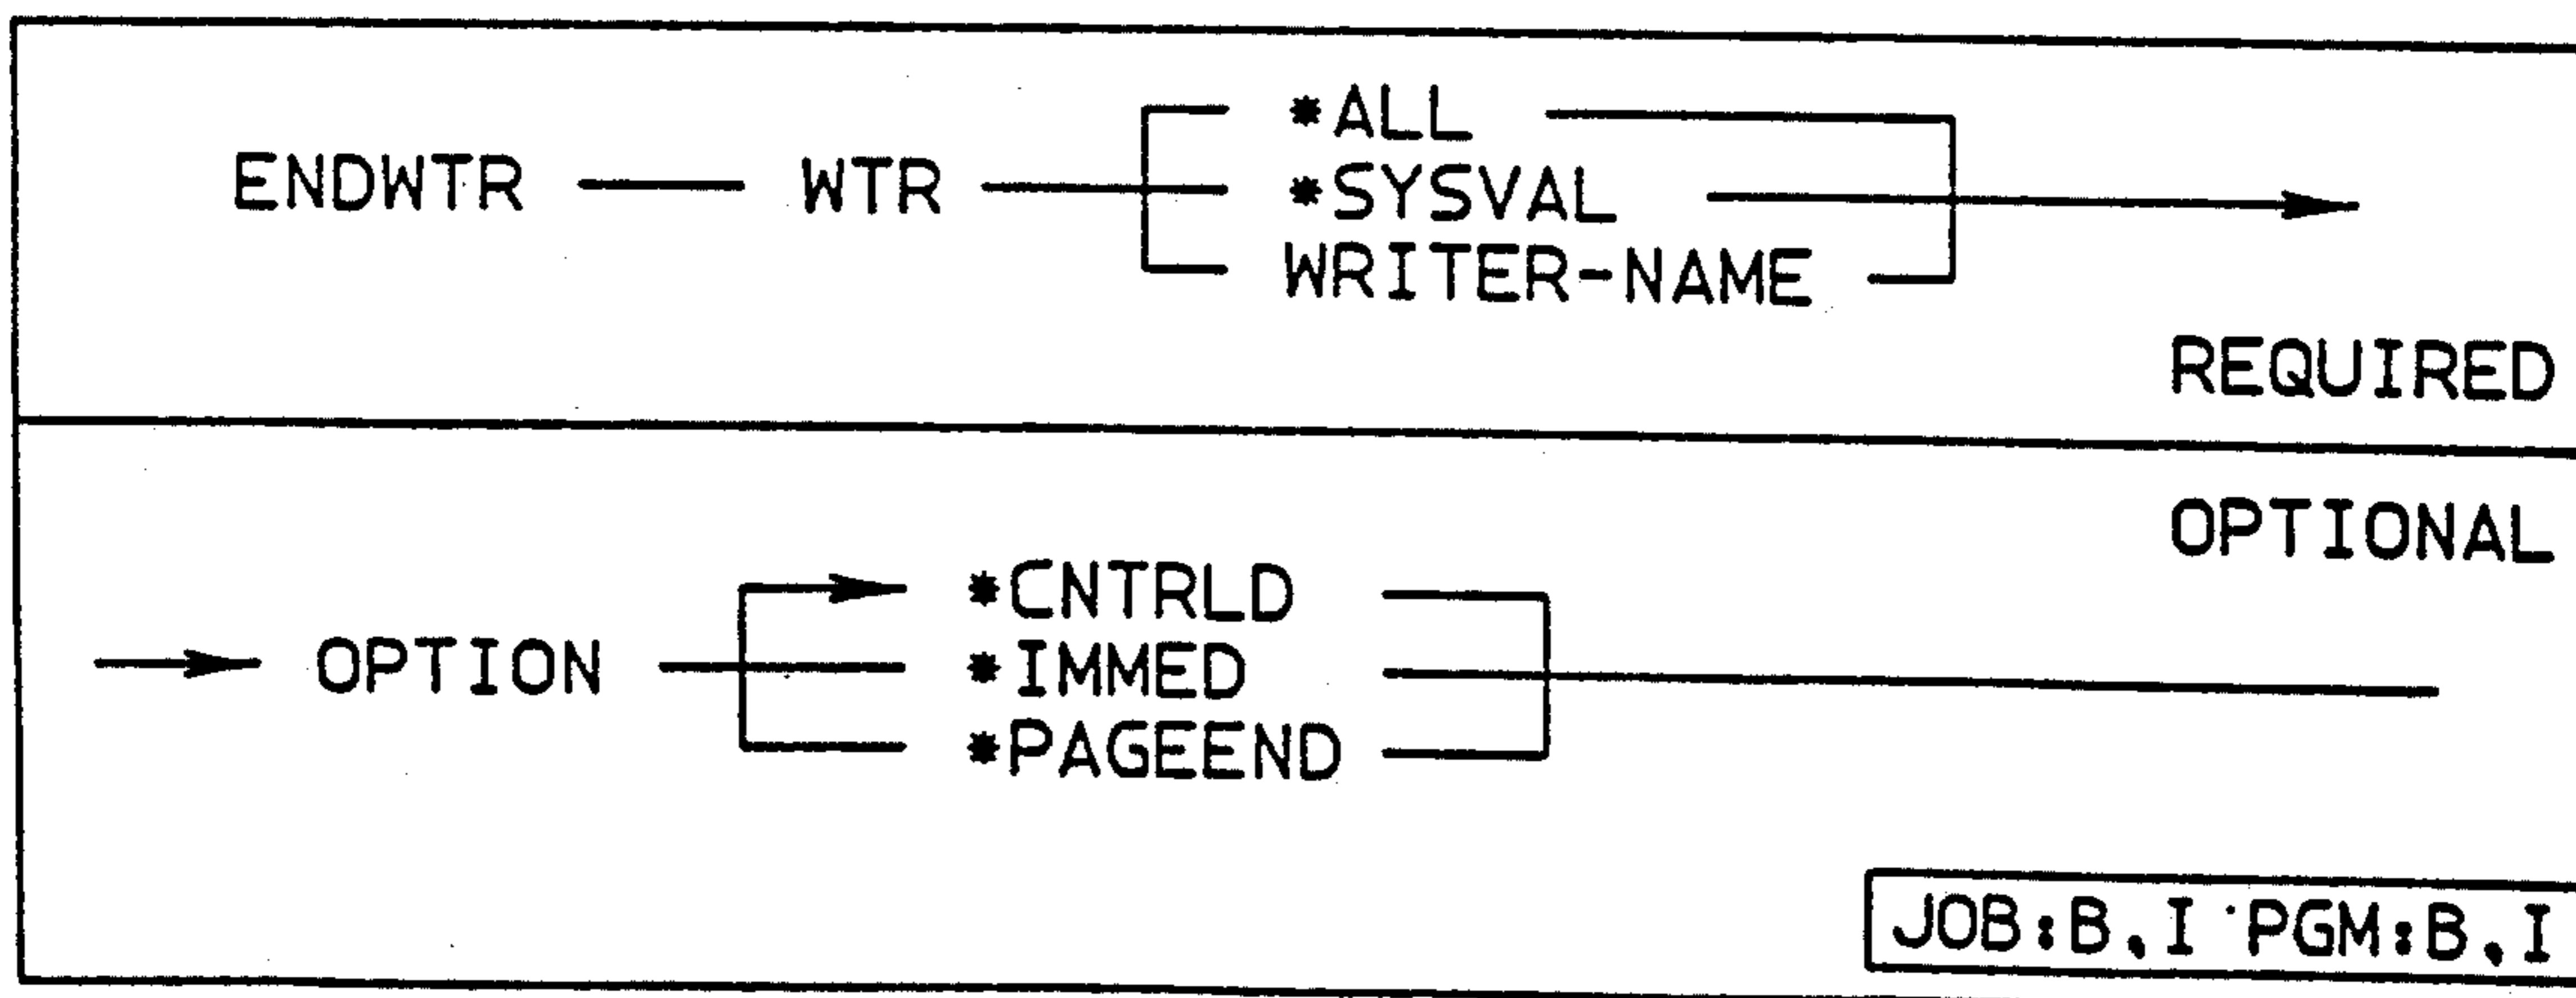 *ALL
ENDWTR WTR *SYSVAL
WRITER-NAME
REQUIRED
OPTIONAL
*CNTRLD
OPTION *IMMED
*PAGEEND
JOB:B,I PGM:B,I